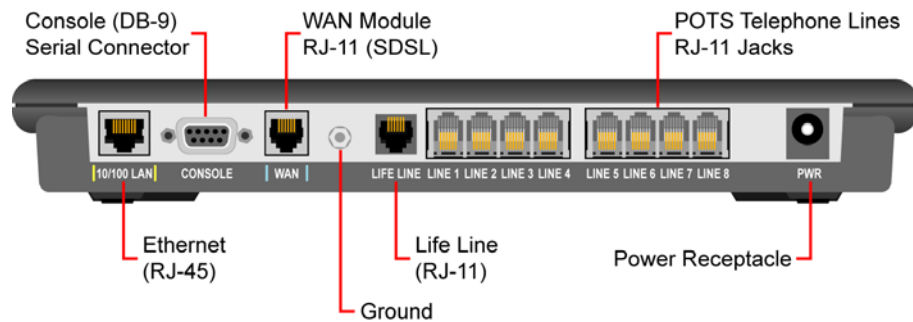 Console (DB-9)
Serial Connector
WAN Module
RJ-11 (SDSL)
POTS Telephone Lines
RJ-11 Jacks
10/100 LAN
CONSOLE
WAN
LIFE LINE
LINE 1
LINE 2
LINE 3
LINE 4
LINE 5
LINE 6
LINE 7
LINE 8
PWR
Ethernet
(RJ-45)
Life Line
(RJ-11)
Power Receptacle
Ground